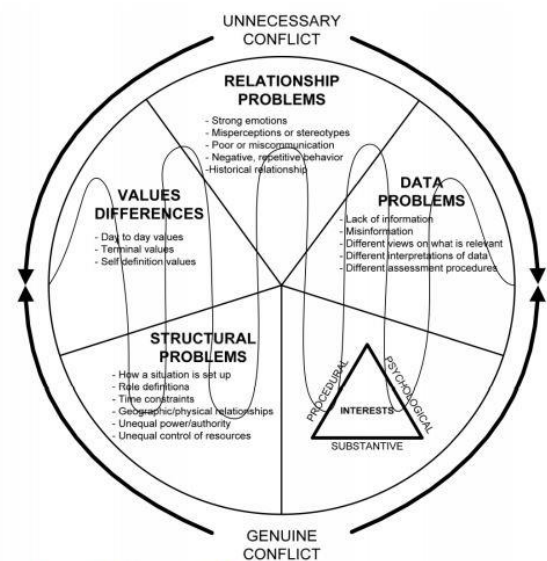 UNNECESSARY
CONFLICT
RELATIONSHIP
PROBLEMS
- Strong emotions
- Misperceptions or stereotypes
- Poor or miscommunication
- Negative, repetitive behavior
-Historical relationship
VALUES
DIFFERENCES
- Day to day values
- Terminal values
- Self definition values
DATA
PROBLEMS
- Lack of information
- Misinformation
- Different views on what is relevant
- Different interpretations of data
- Different assessment procedures
STRUCTURAL
PROBLEMS
- How a situation is set up
- Role definitions
- Time constraints
- Geographic/physical relationships
- Unequal power/authority
- Unequal control of resources
PROCEDURAL
PSYCHOLOGICAL
INTERESTS
SUBSTANTIVE
GENUINE
CONFLICT